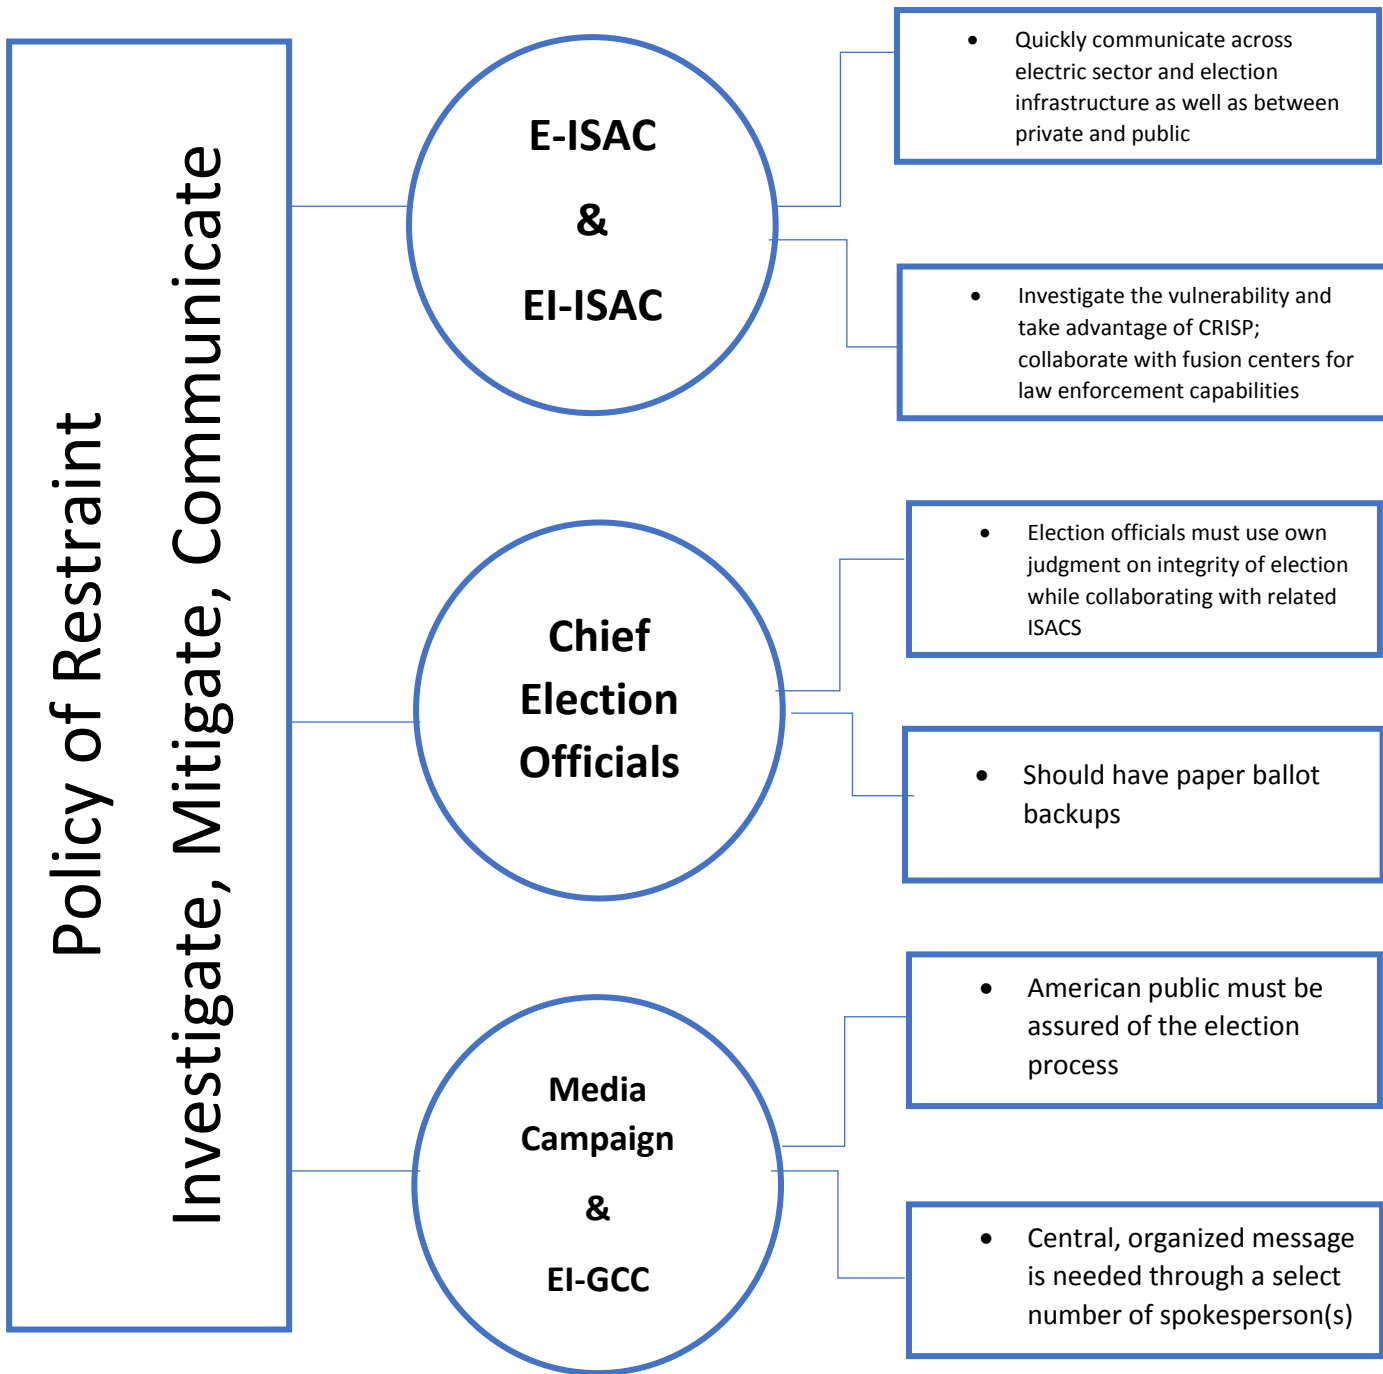 Policy of Restraint
Investigate, Mitigate, Communicate
E-ISAC
&
EI-ISAC
• Quickly communicate across
electric sector and election
infrastructure as well as between
private and public
• Investigate the vulnerability and
take advantage of CRISP;
collaborate with fusion centers for
law enforcement capabilities
Chief
Election
Officials
• Election officials must use own
judgment on integrity of election
while collaborating with related
ISACS
• Should have paper ballot
backups
Media
Campaign
&
EI-GCC
• American public must be
assured of the election
process
• Central, organized message
is needed through a select
number of spokesperson(s)